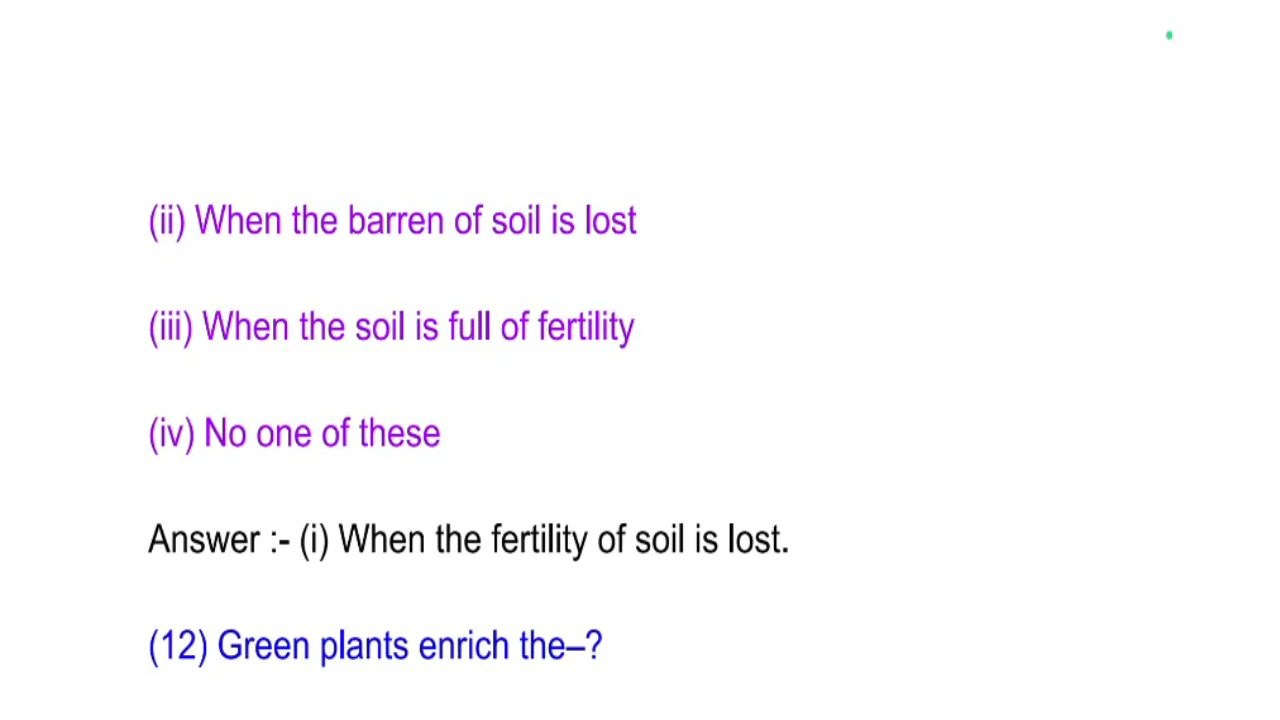 (ii) When the barren of soil is lost
(iii) When the soil is full of fertility
(iv) No one of these
Answer :- (i) When the fertility of soil is lost.
(12) Green plants enrich the–?